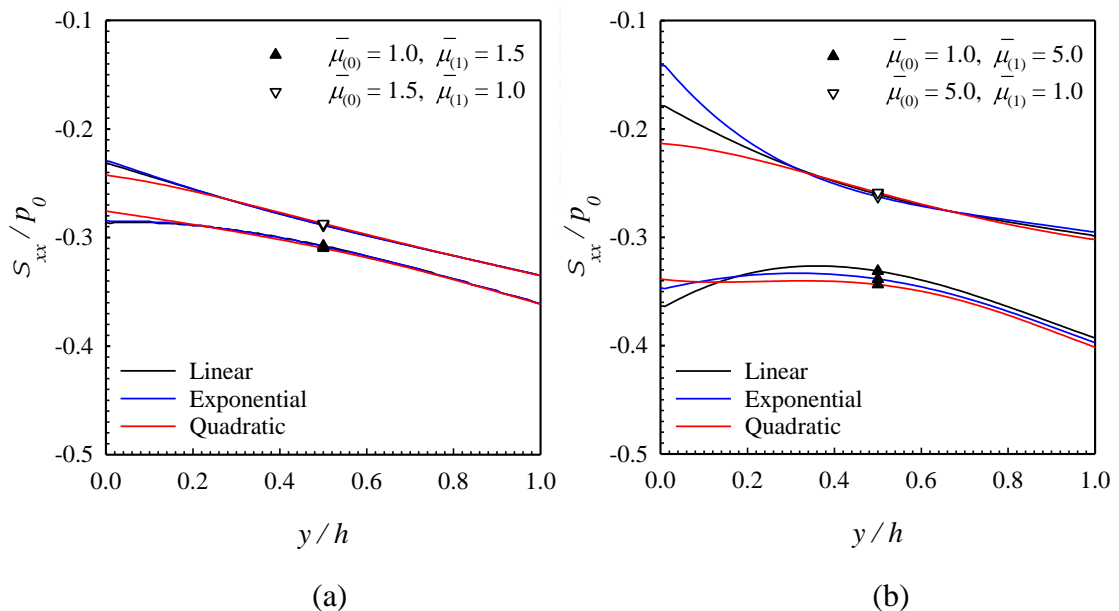 -0.1
-0.2
-0.3
-0.4
-0.5
s_xx / p_0
μ̄_(0) = 1.0, μ̄_(1) = 1.5
μ̄_(0) = 1.5, μ̄_(1) = 1.0
Linear
Exponential
Quadratic
0.0 0.2 0.4 0.6 0.8 1.0
y / h
(a)
-0.1
-0.2
-0.3
-0.4
-0.5
s_xx / p_0
μ̄_(0) = 1.0, μ̄_(1) = 5.0
μ̄_(0) = 5.0, μ̄_(1) = 1.0
Linear
Exponential
Quadratic
0.0 0.2 0.4 0.6 0.8 1.0
y / h
(b)